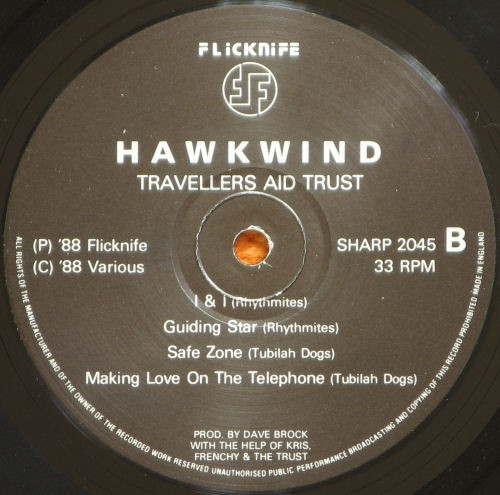 FLICKNIFE
HAWKWIND
TRAVELLERS AID TRUST
(P) '88 Flicknife
(C) '88 Various
SHARP 2045 B
33 RPM
I & I (Rhythmites)
Guiding Star (Rhythmites)
Safe Zone (Tubilah Dogs)
Making Love On The Telephone (Tubilah Dogs)
PROD. BY DAVE BROCK
WITH THE HELP OF KRIS,
FRENCHY & THE TRUST
ALL RIGHTS OF THE MANUFACTURER AND OF THE OWNER OF THE RECORDED WORK RESERVED UNAUTHORISED PUBLIC PERFORMANCE BROADCASTING AND COPYING OF THIS RECORD PROHIBITED MADE IN ENGLAND